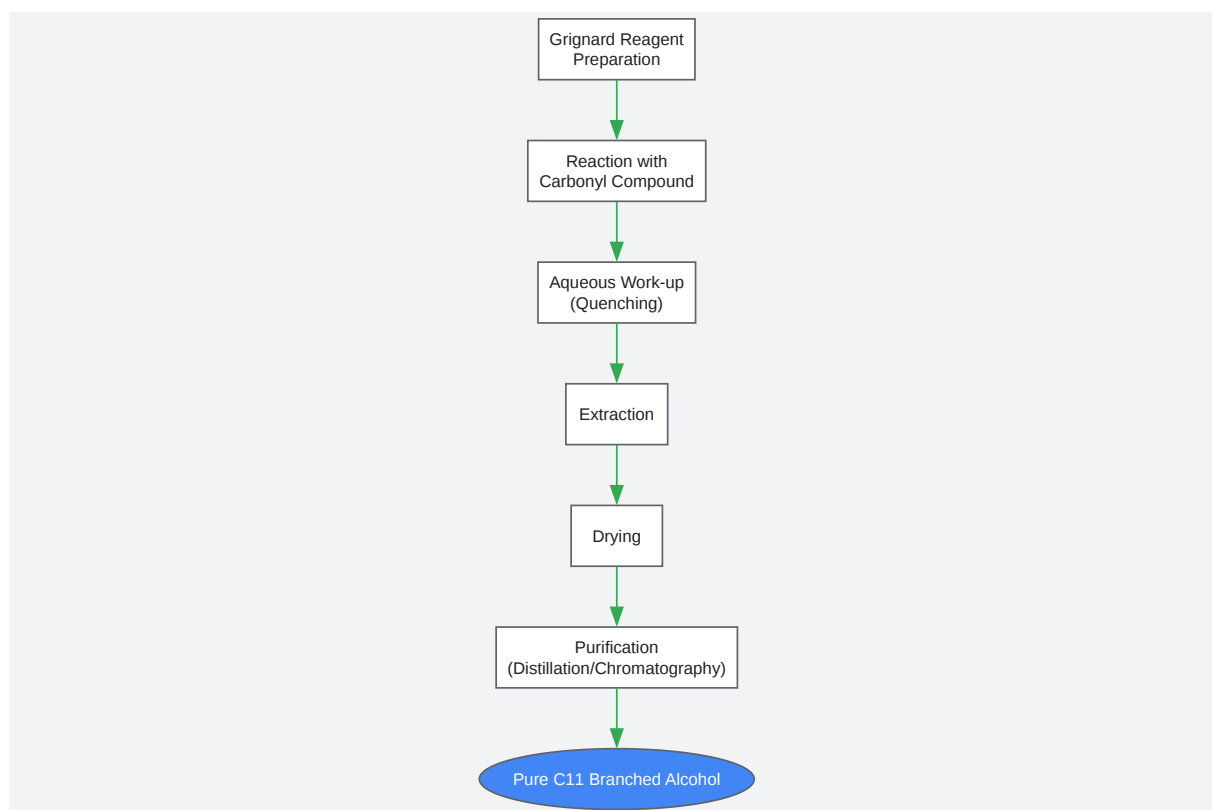 Grignard Reagent
Preparation
Reaction with
Carbonyl Compound
Aqueous Work-up
(Quenching)
Extraction
Drying
Purification
(Distillation/Chromatography)
Pure C11 Branched Alcohol